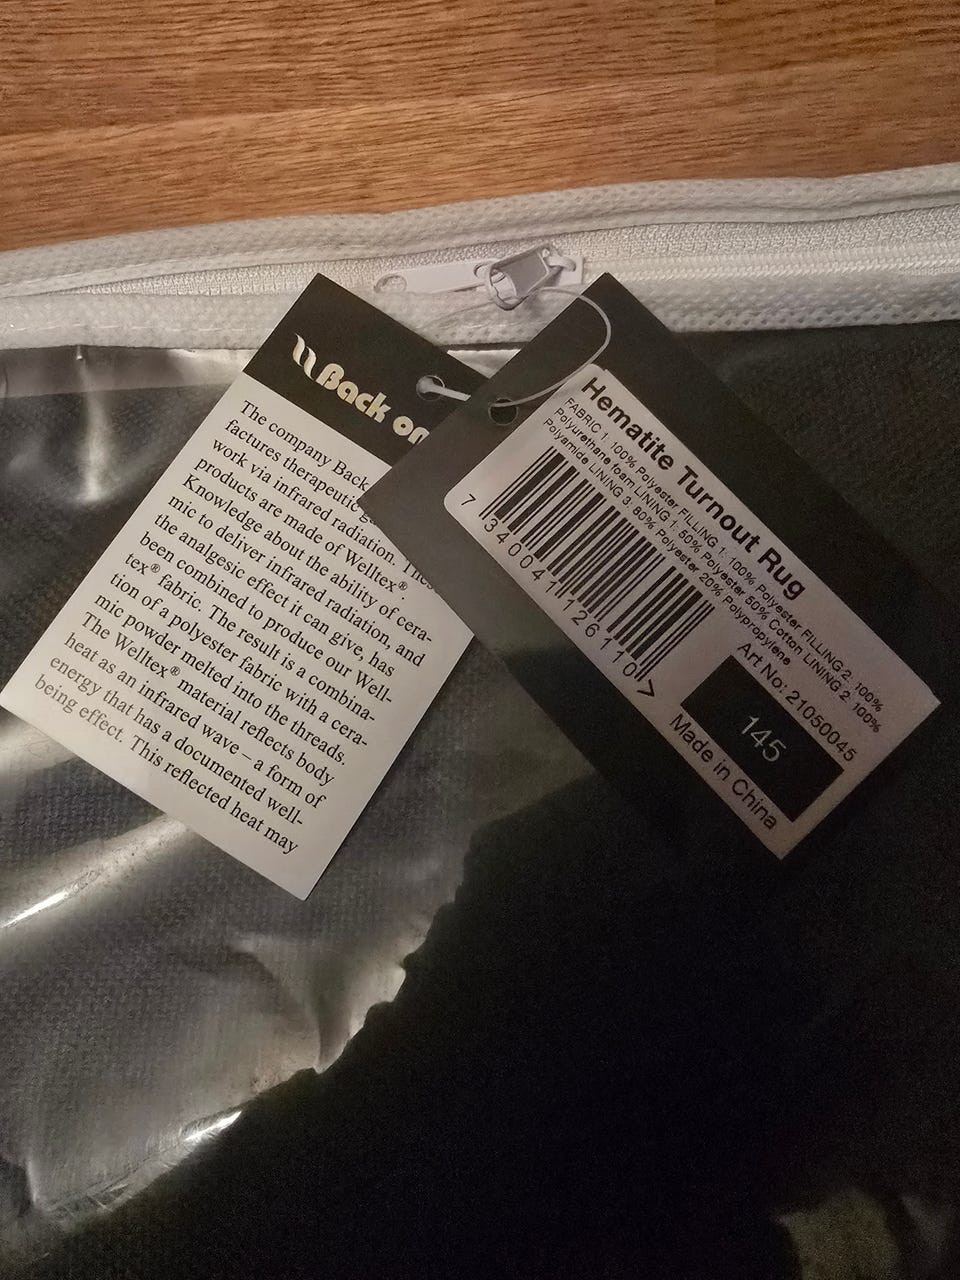 Back on
The company Back
factures therapeutic
work via infrared radiation.
products are made of Welltex®.
Knowledge about the ability of cera-
mic to deliver infrared radiation, and
the analgesic effect it can give, has
been combined to produce our Well-
tex® fabric. The result is a combina-
tion of a polyester fabric with a cera-
mic powder melted into the threads.
The Welltex® material reflects body
heat as an infrared wave – a form of
energy that has a documented well-
being effect. This reflected heat may
Hematite Turnout Rug
FABRIC 1: 100% Polyester FILLING 1: 100% Polyester FILLING 2: 100%
Polyurethane foam LINING 1: 50% Polyester 50% Cotton LINING 2: 100%
Polyamide LINING 3: 80% Polyester 20% Polypropylene
7 340041 126110 >
Art No: 21050045
145
Made in China